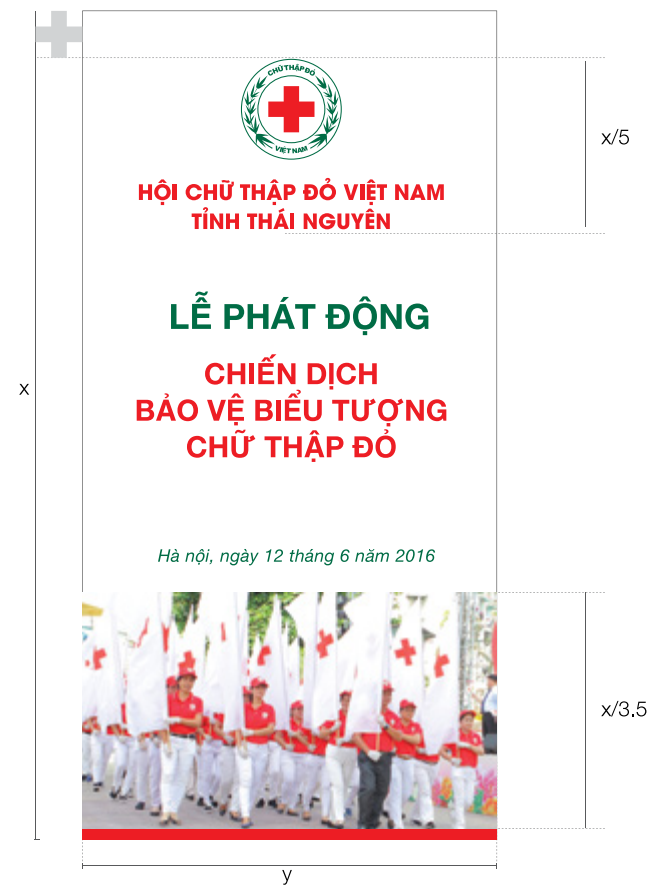 CHỮ THẬP ĐỎ
VIỆT NAM
HỘI CHỮ THẬP ĐỎ VIỆT NAM
TỈNH THÁI NGUYÊN
x/5
LỄ PHÁT ĐỘNG
CHIẾN DỊCH
BẢO VỆ BIỂU TƯỢNG
CHỮ THẬP ĐỎ
x
Hà nội, ngày 12 tháng 6 năm 2016
x/3.5
y